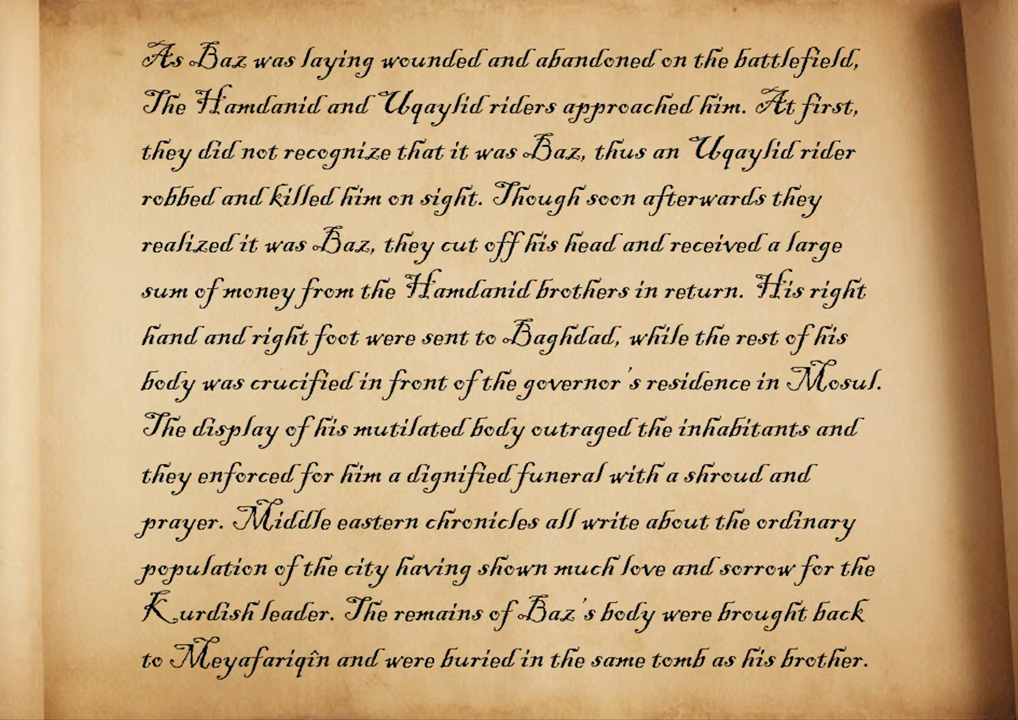 As Baz was laying wounded and abandoned on the battlefield,
The Hamdanid and Uqaylid riders approached him. At first,
they did not recognize that it was Baz, thus an Uqaylid rider
robbed and killed him on sight. Though soon afterwards they
realized it was Baz, they cut off his head and received a large
sum of money from the Hamdanid brothers in return. His right
hand and right foot were sent to Baghdad, while the rest of his
body was crucified in front of the governor's residence in Mosul.
The display of his mutilated body outraged the inhabitants and
they enforced for him a dignified funeral with a shroud and
prayer. Middle eastern chronicles all write about the ordinary
population of the city having shown much love and sorrow for the
Kurdish leader. The remains of Baz's body were brought back
to Meyafariqîn and were buried in the same tomb as his brother.